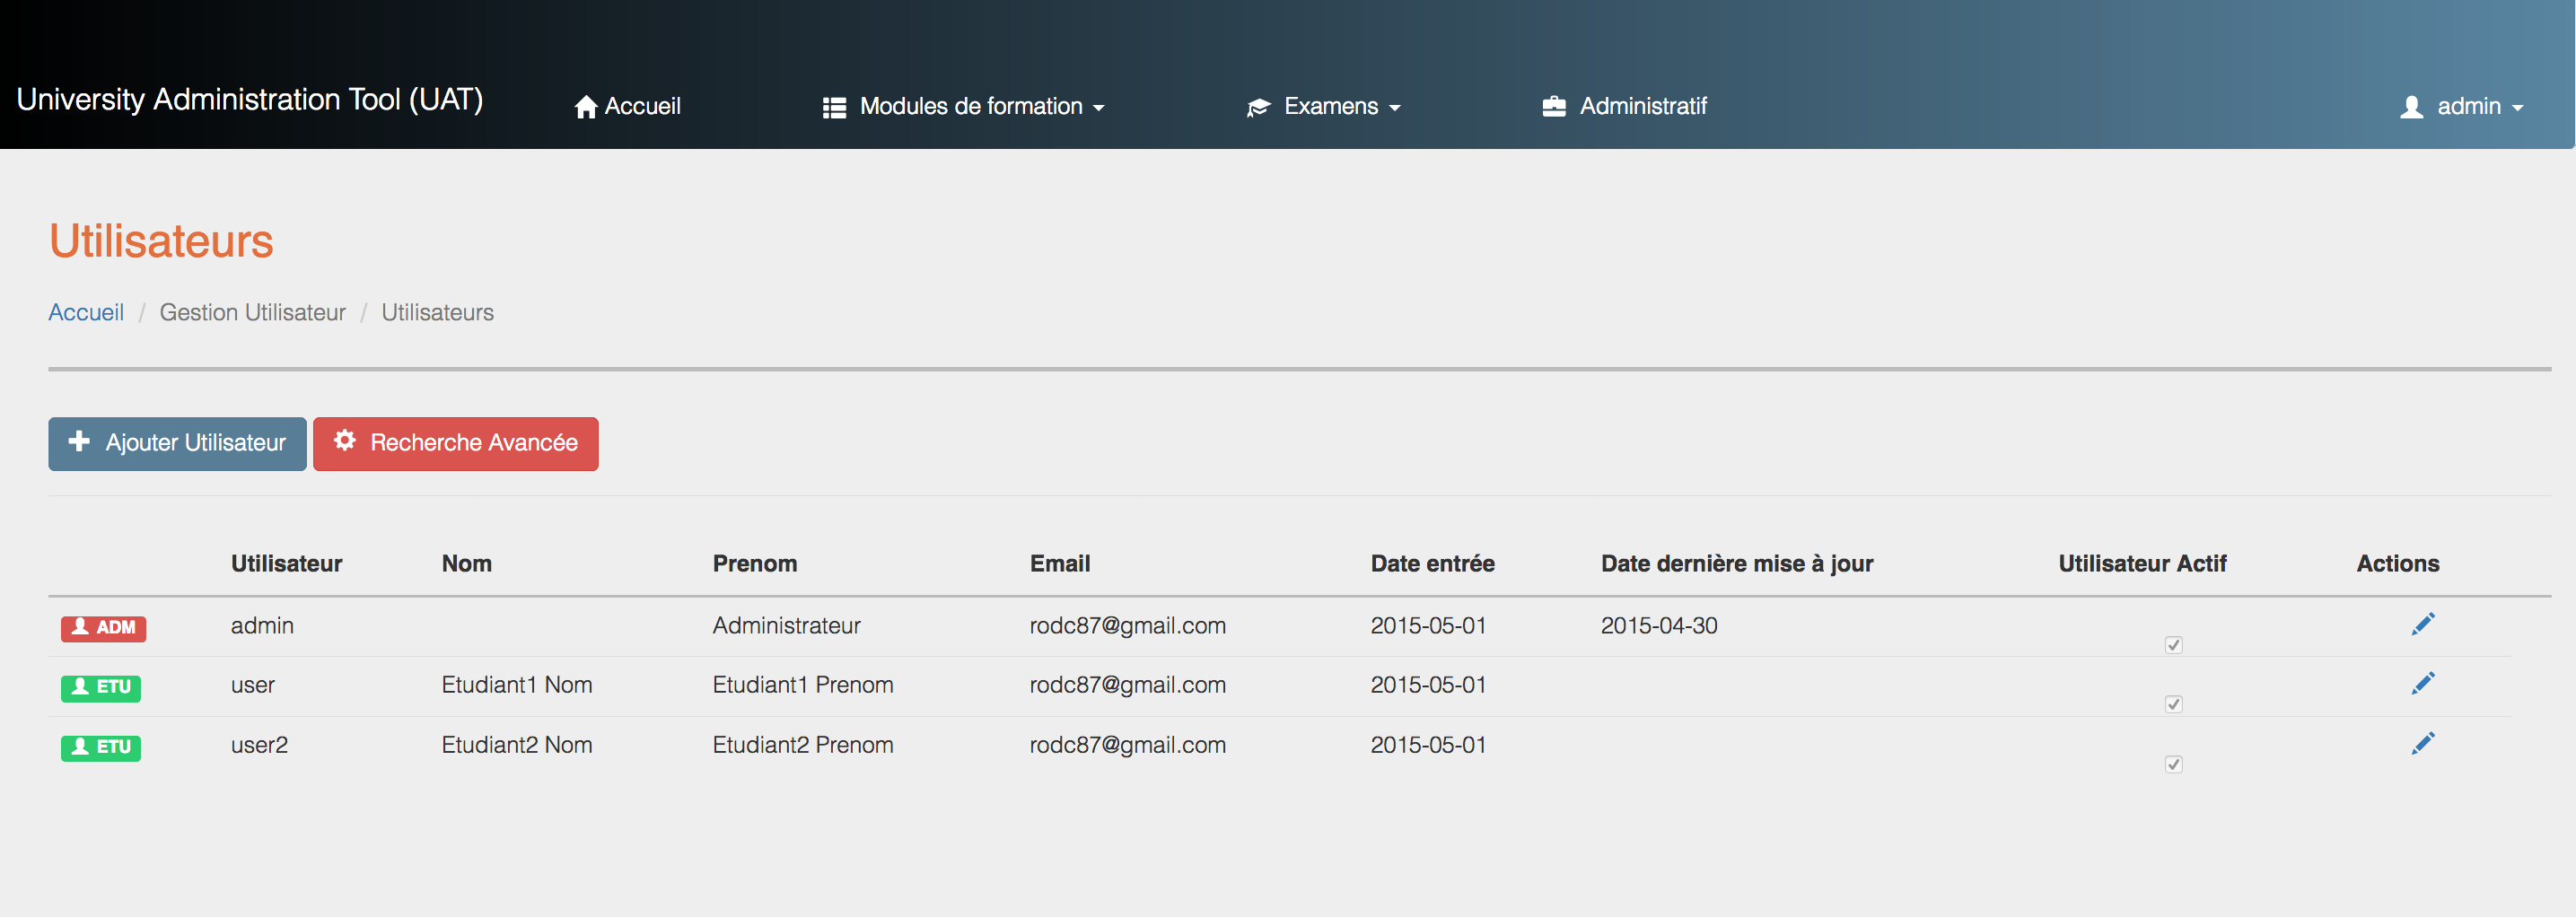 University Administration Tool (UAT) Accueil Modules de formation Examens Administratif admin
Utilisateurs
Accueil / Gestion Utilisateur / Utilisateurs
Ajouter Utilisateur Recherche Avancée
Utilisateur Nom Prenom Email Date entrée Date dernière mise à jour Utilisateur Actif Actions
ADM admin Administrateur rodc87@gmail.com 2015-05-01 2015-04-30
ETU user Etudiant1 Nom Etudiant1 Prenom rodc87@gmail.com 2015-05-01
ETU user2 Etudiant2 Nom Etudiant2 Prenom rodc87@gmail.com 2015-05-01